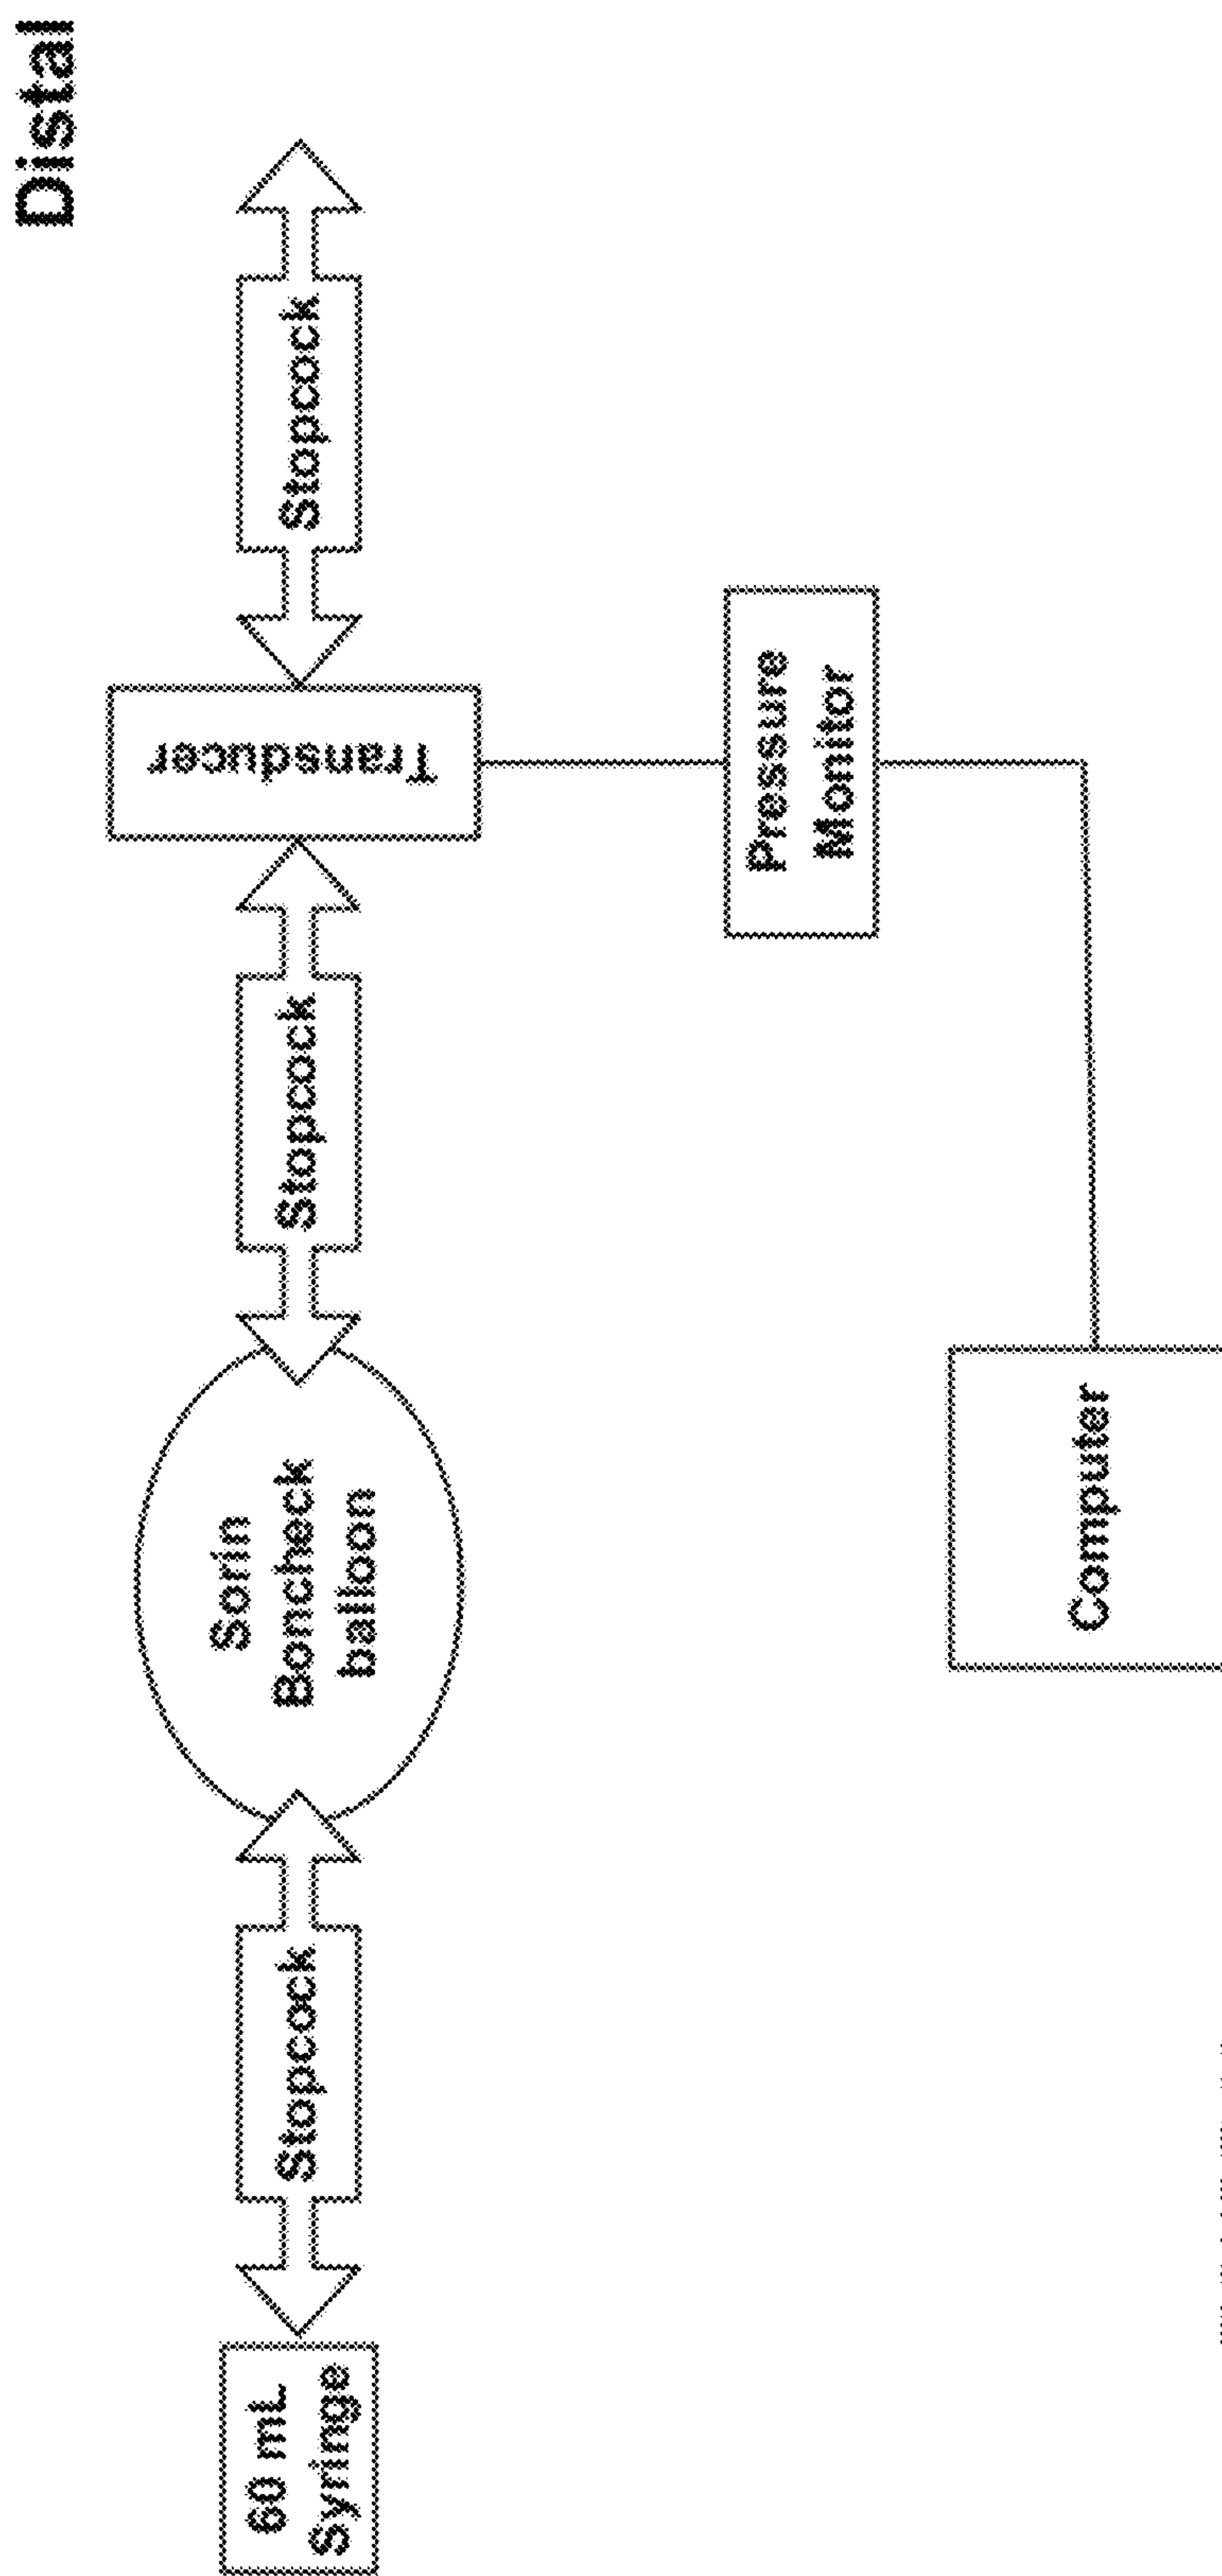 Distal
60 mL
Syringe
Stopcock
Sorin
Boncheck
balloon
Stopcock
Transducer
Stopcock
Pressure
Monitor
Computer